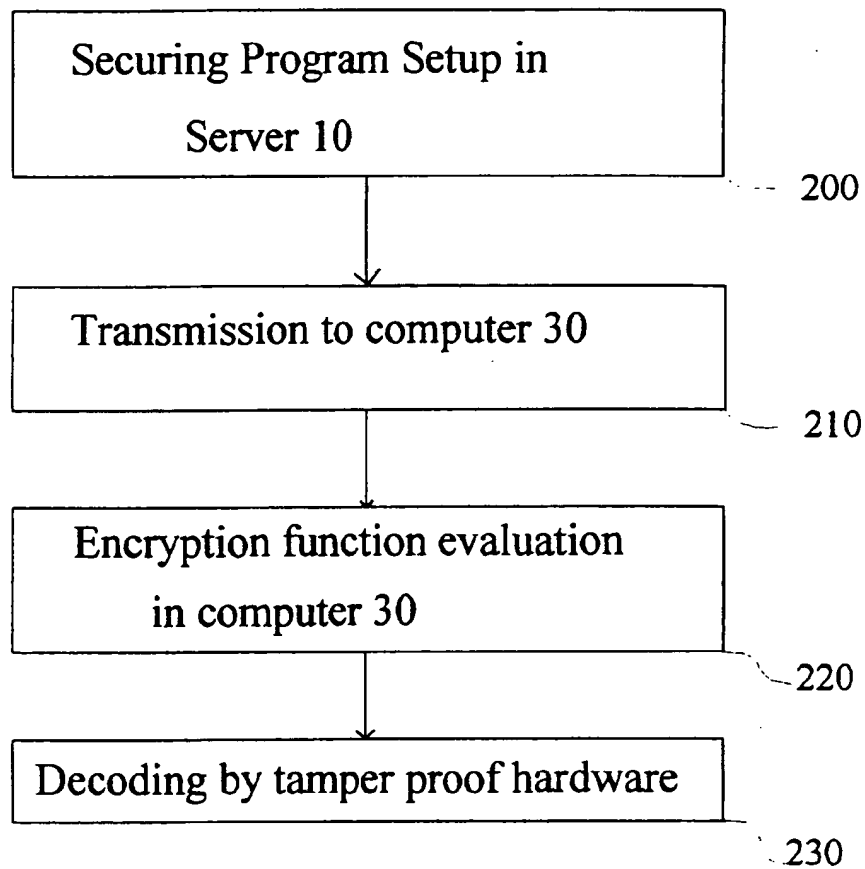 Securing Program Setup in
Server 10
200
Transmission to computer 30
210
Encryption function evaluation
in computer 30
220
Decoding by tamper proof hardware
230